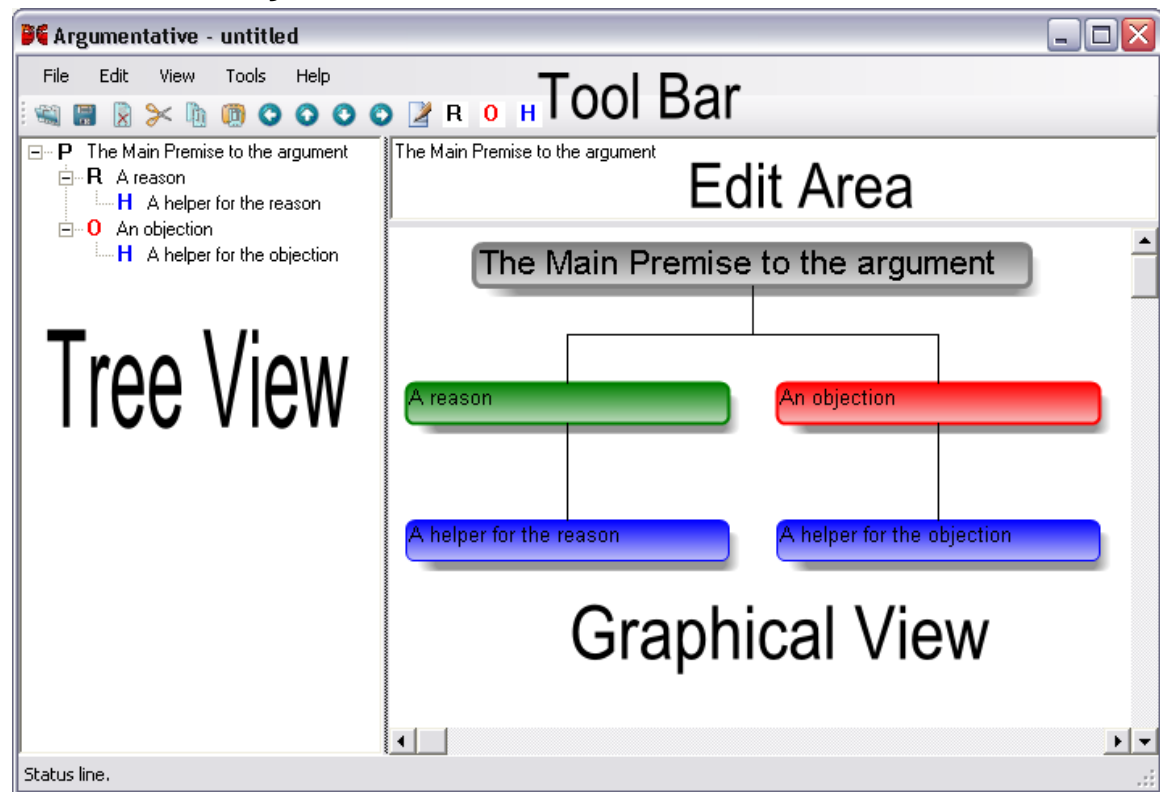 Argumentative - untitled
File Edit View Tools Help
R O H
Tool Bar
P The Main Premise to the argument
R A reason
H A helper for the reason
O An objection
H A helper for the objection
Tree View
The Main Premise to the argument
Edit Area
The Main Premise to the argument
A reason
An objection
A helper for the reason
A helper for the objection
Graphical View
Status line.